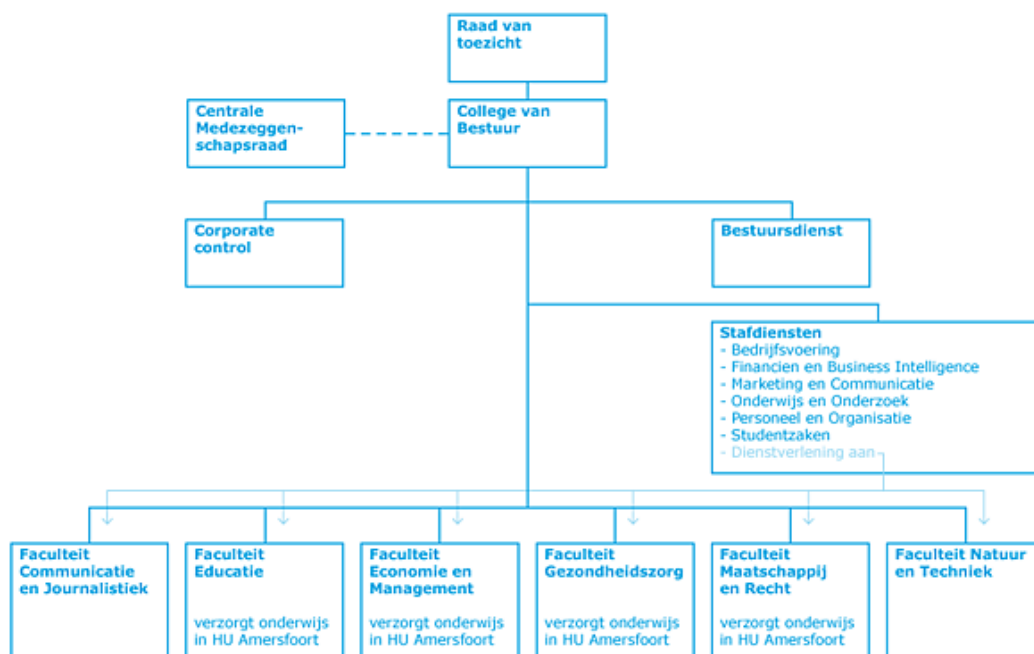 Raad van
toezicht
Centrale
Medezeggen-
schapsraad
College van
Bestuur
Corporate
control
Bestuursdienst
Stafdiensten
- Bedrijfsvoering
- Financien en Business Intelligence
- Marketing en Communicatie
- Onderwijs en Onderzoek
- Personeel en Organisatie
- Studentzaken
- Dienstverlening aan
Faculteit
Communicatie
en Journalistiek
Faculteit
Educatie
verzorgt onderwijs
in HU Amersfoort
Faculteit
Economie en
Management
verzorgt onderwijs
in HU Amersfoort
Faculteit
Gezondheidszorg
verzorgt onderwijs
in HU Amersfoort
Faculteit
Maatschappij
en Recht
verzorgt onderwijs
in HU Amersfoort
Faculteit Natuur
en Techniek